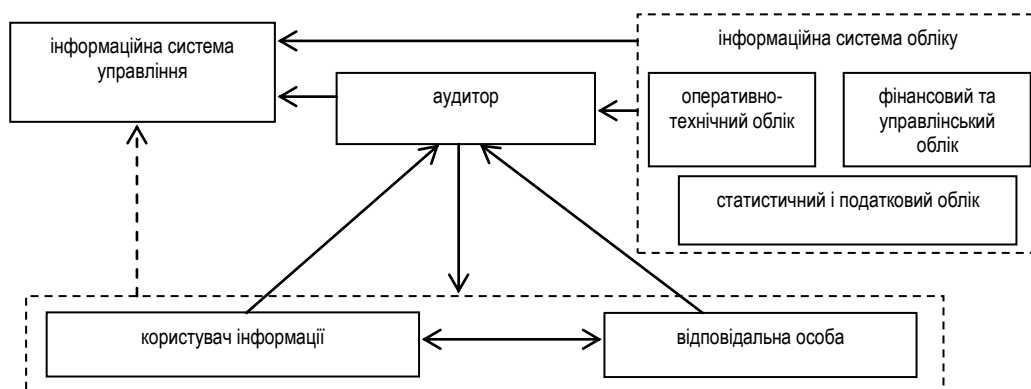 інформаційна система
управління
інформаційна система обліку
аудитор
оперативно-
технічний облік
фінансовий та
управлінський
облік
статистичний і податковий облік
користувач інформації
відповідальна особа